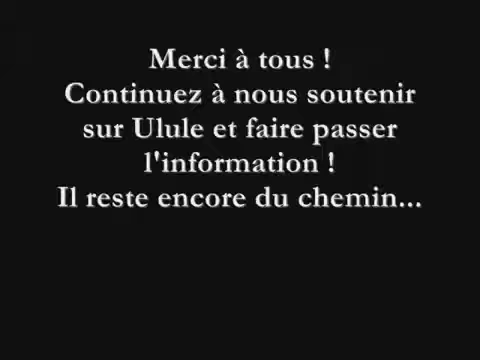 Merci à tous !
Continuez à nous soutenir
sur Ulule et faire passer
l'information !
Il reste encore du chemin...